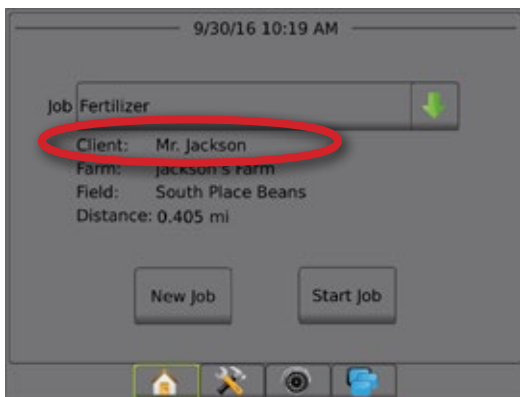 9/30/16 10:19 AM
Job Fertilizer
Client: Mr. Jackson
Farm: Jackson's Farm
Field: South Place Beans
Distance: 0.405 mi
New Job Start Job